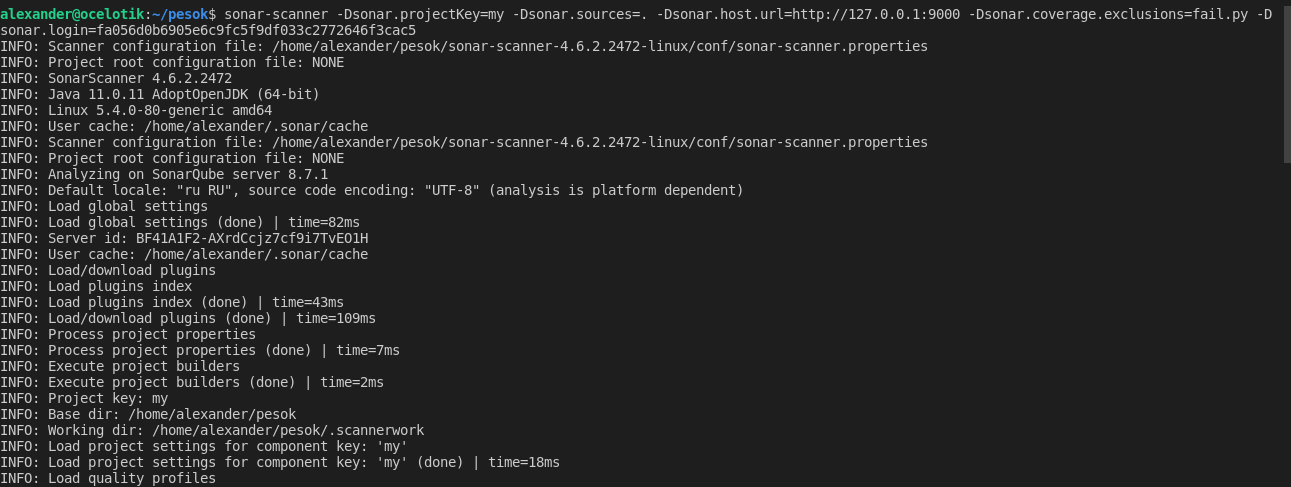 alexander@ocelotik:~/pesok$ sonar-scanner -Dsonar.projectKey=my -Dsonar.sources=. -Dsonar.host.url=http://127.0.0.1:9000 -Dsonar.coverage.exclusions=fail.py -D
sonar.login=fa056d0b6905e6c9fc5f9df033c2772646f3cac5
INFO: Scanner configuration file: /home/alexander/pesok/sonar-scanner-4.6.2.2472-linux/conf/sonar-scanner.properties
INFO: Project root configuration file: NONE
INFO: SonarScanner 4.6.2.2472
INFO: Java 11.0.11 AdoptOpenJDK (64-bit)
INFO: Linux 5.4.0-80-generic amd64
INFO: User cache: /home/alexander/.sonar/cache
INFO: Scanner configuration file: /home/alexander/pesok/sonar-scanner-4.6.2.2472-linux/conf/sonar-scanner.properties
INFO: Project root configuration file: NONE
INFO: Analyzing on SonarQube server 8.7.1
INFO: Default locale: "ru_RU", source code encoding: "UTF-8" (analysis is platform dependent)
INFO: Load global settings
INFO: Load global settings (done) | time=82ms
INFO: Server id: BF41A1F2-AXrdCcjz7cf9i7TvEO1H
INFO: User cache: /home/alexander/.sonar/cache
INFO: Load/download plugins
INFO: Load plugins index
INFO: Load plugins index (done) | time=43ms
INFO: Load/download plugins (done) | time=109ms
INFO: Process project properties
INFO: Process project properties (done) | time=7ms
INFO: Execute project builders
INFO: Execute project builders (done) | time=2ms
INFO: Project key: my
INFO: Base dir: /home/alexander/pesok
INFO: Working dir: /home/alexander/pesok/.scannerwork
INFO: Load project settings for component key: 'my'
INFO: Load project settings for component key: 'my' (done) | time=18ms
INFO: Load quality profiles